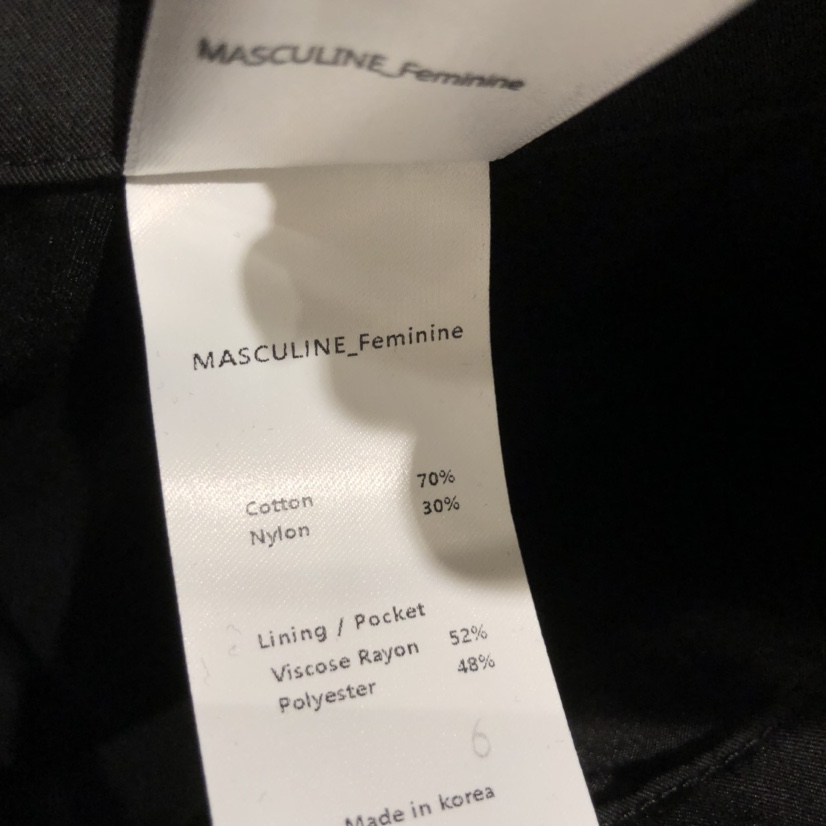 MASCULINE_Feminine
MASCULINE_Feminine
Cotton 70%
Nylon 30%
Lining / Pocket
Viscose Rayon 52%
Polyester 48%
6
Made in korea